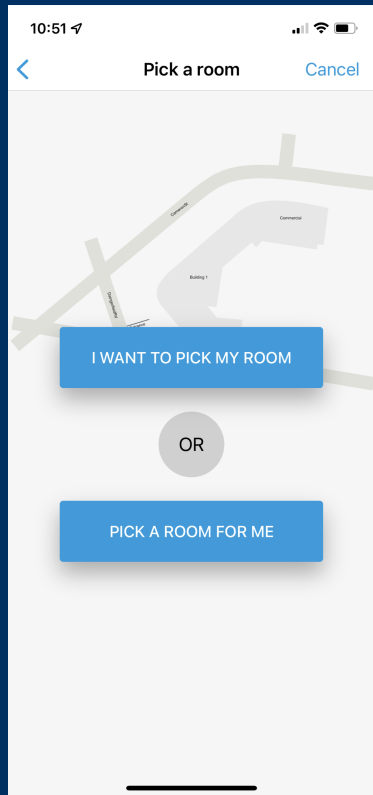 10:51
Pick a room
Cancel
Commercial
Building 1
I WANT TO PICK MY ROOM
OR
PICK A ROOM FOR ME